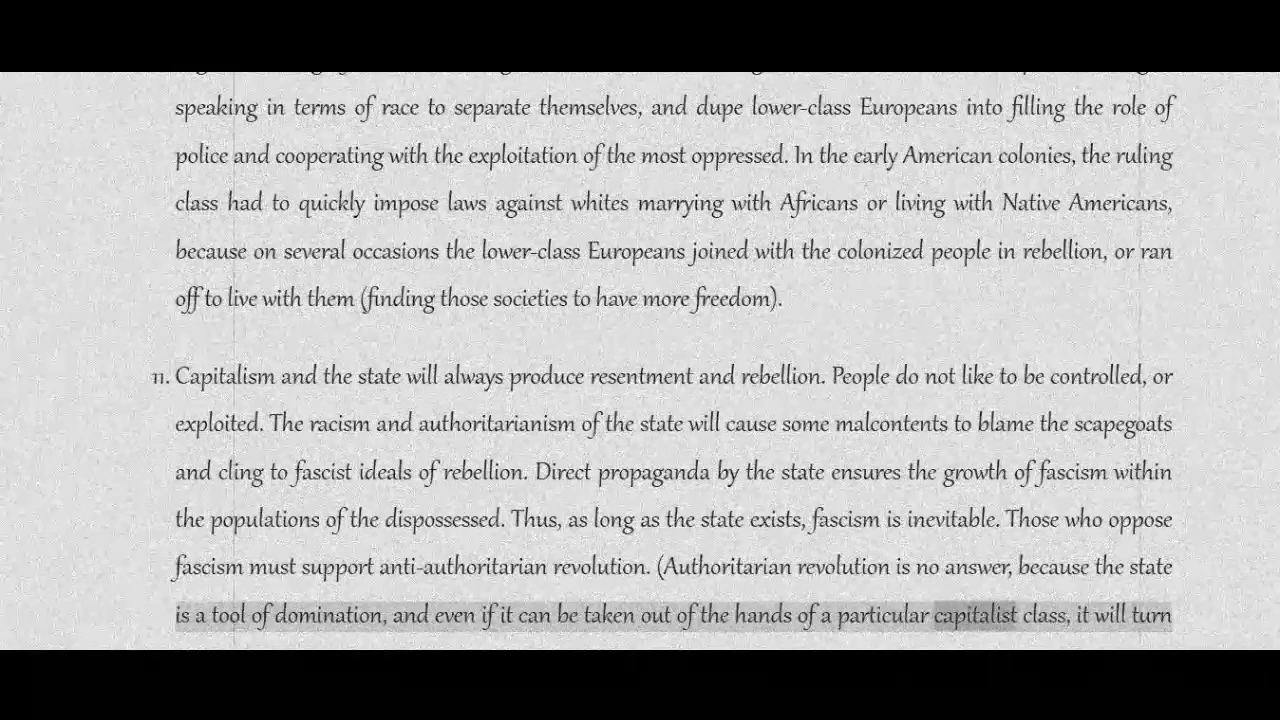 speaking in terms of race to separate themselves, and dupe lower-class Europeans into filling the role of
police and cooperating with the exploitation of the most oppressed. In the early American colonies, the ruling
class had to quickly impose laws against whites marrying with Africans or living with Native Americans,
because on several occasions the lower-class Europeans joined with the colonized people in rebellion, or ran
off to live with them (finding those societies to have more freedom).
11. Capitalism and the state will always produce resentment and rebellion. People do not like to be controlled, or
exploited. The racism and authoritarianism of the state will cause some malcontents to blame the scapegoats
and cling to fascist ideals of rebellion. Direct propaganda by the state ensures the growth of fascism within
the populations of the dispossessed. Thus, as long as the state exists, fascism is inevitable. Those who oppose
fascism must support anti-authoritarian revolution. (Authoritarian revolution is no answer, because the state
is a tool of domination, and even if it can be taken out of the hands of a particular capitalist class, it will turn